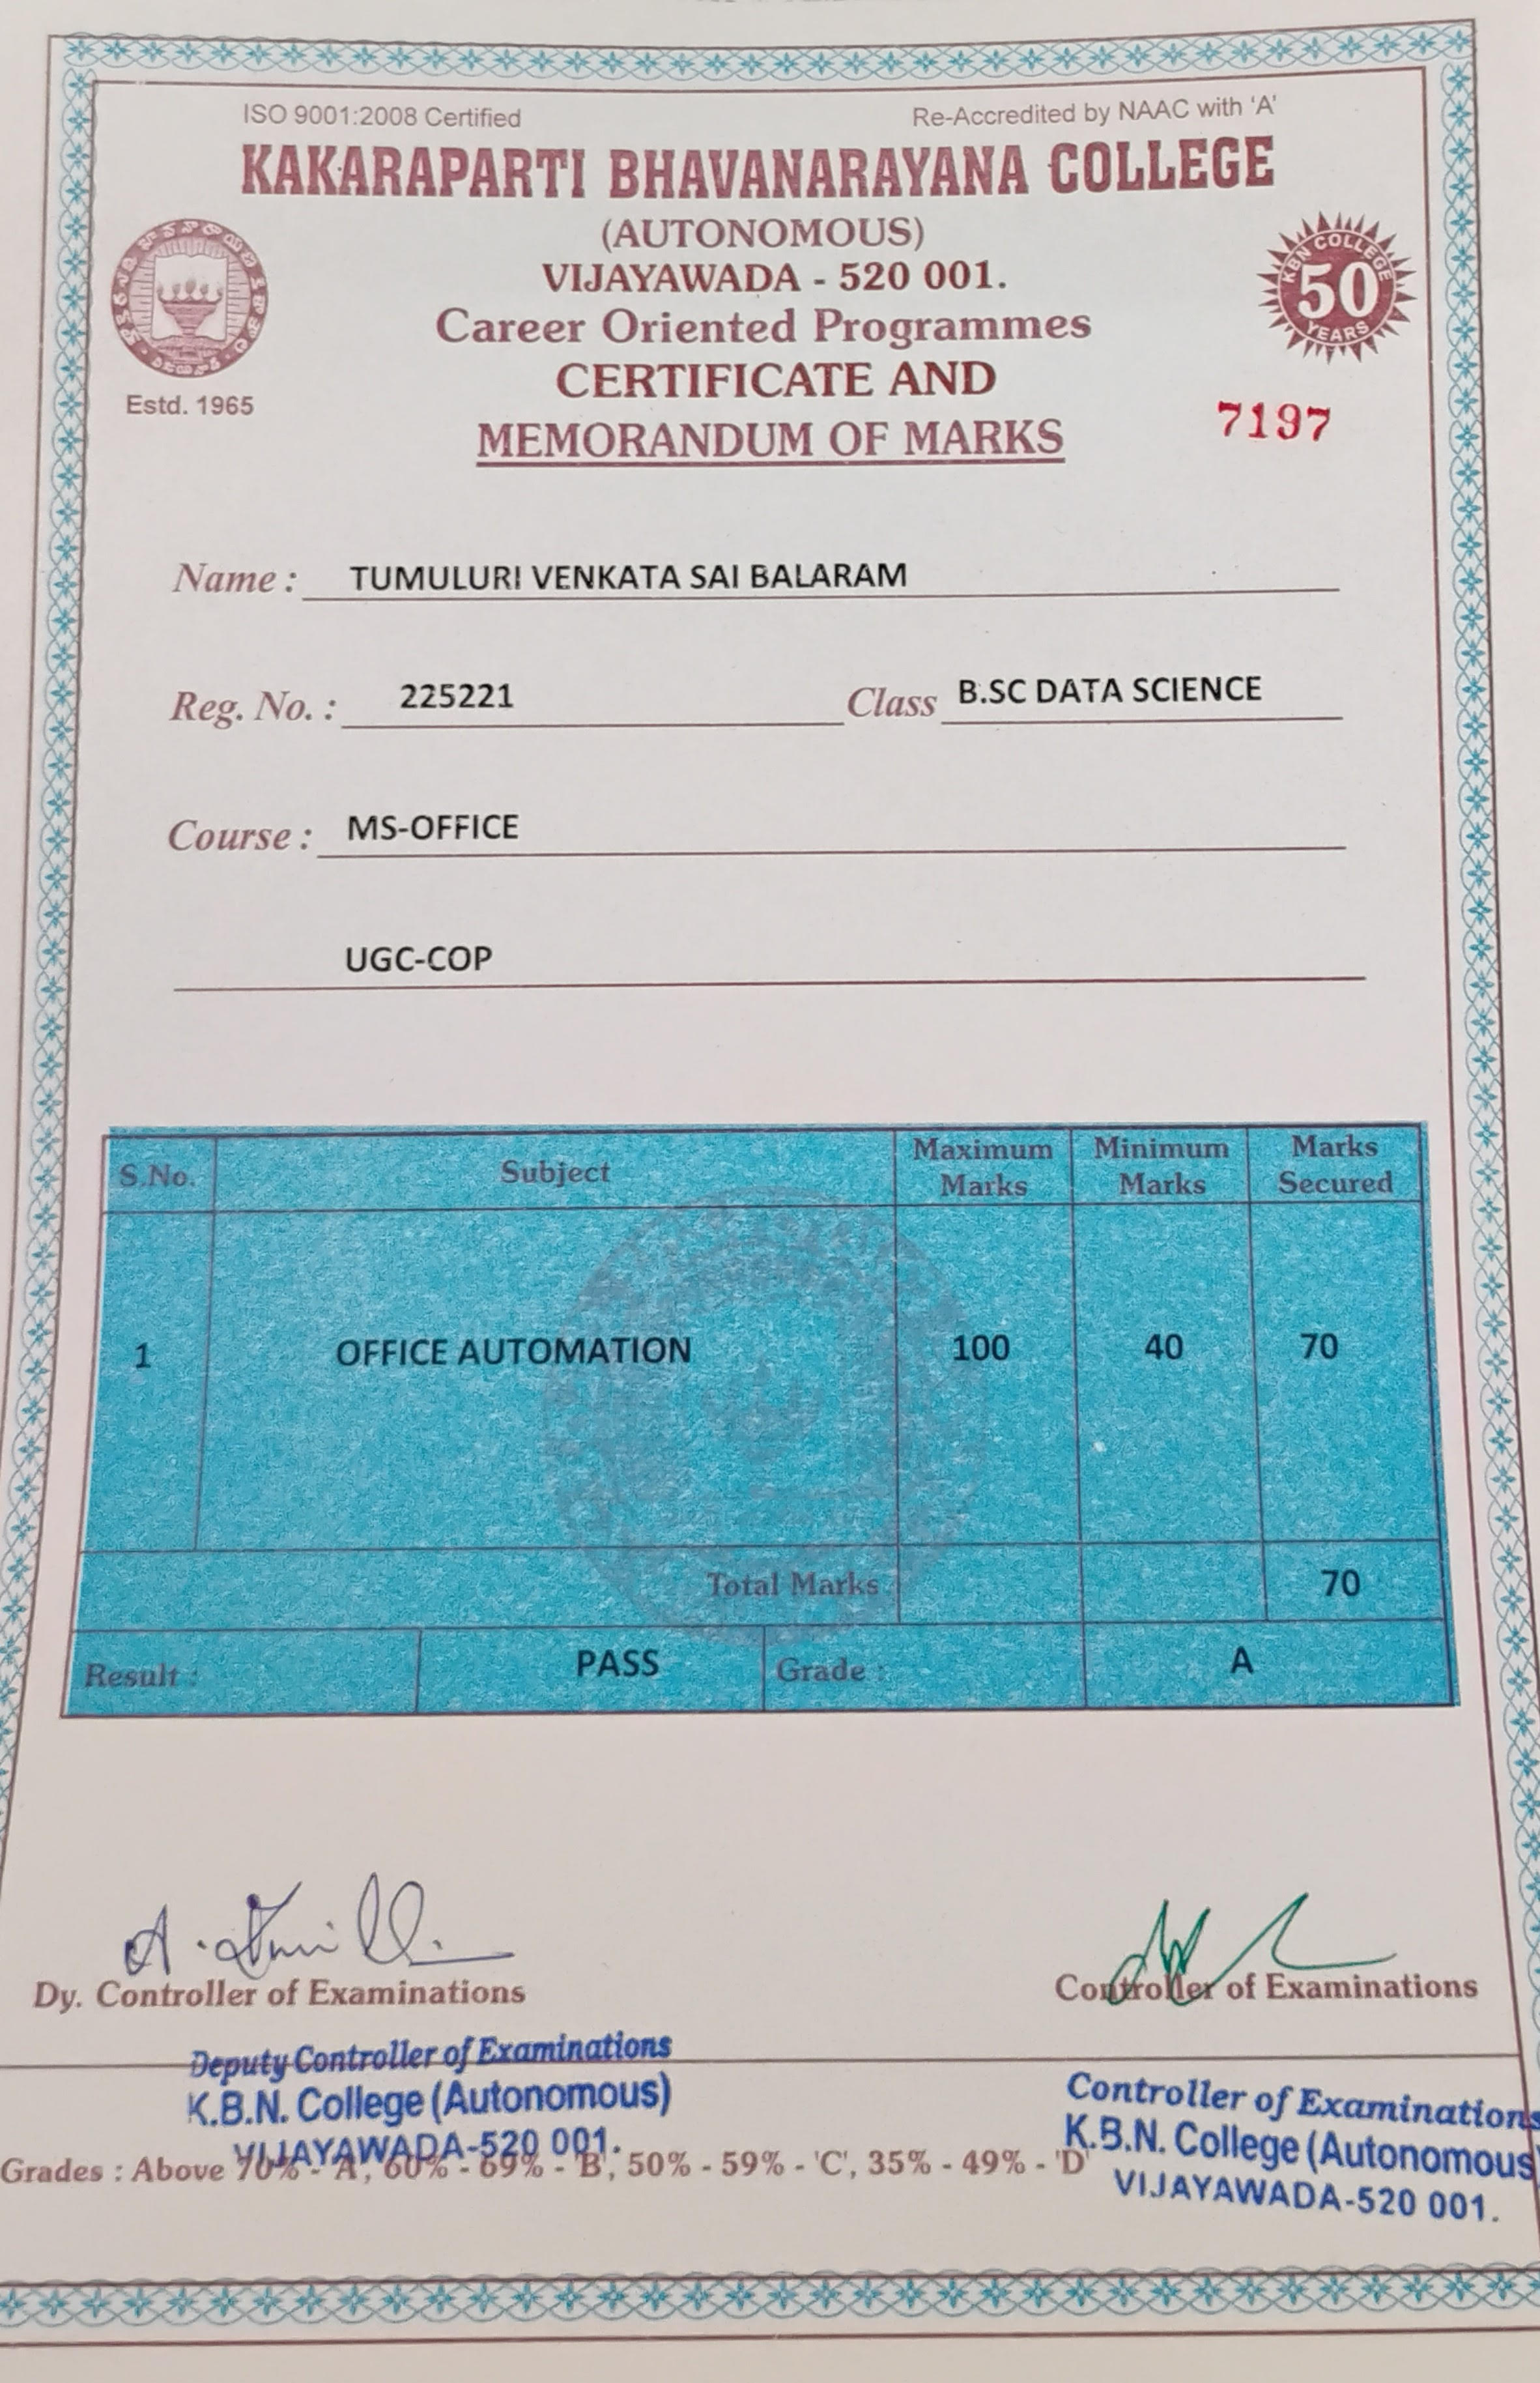 ISO 9001:2008 Certified
Re-Accredited by NAAC with 'A'
KAKARAPARTI BHAVANARAYANA COLLEGE
(AUTONOMOUS)
VIJAYAWADA - 520 001.
Career Oriented Programmes
CERTIFICATE AND
MEMORANDUM OF MARKS
Estd. 1965
KBN COLLEGE
50
YEARS
7197
Name : TUMULURI VENKATA SAI BALARAM
Reg. No. : 225221 Class B.SC DATA SCIENCE
Course : MS-OFFICE
UGC-COP
S.No. Subject Maximum Marks Minimum Marks Marks Secured
1 OFFICE AUTOMATION 100 40 70
Total Marks 70
Result : PASS Grade : A
Dy. Controller of Examinations
Controller of Examinations
Deputy Controller of Examinations
K.B.N. College (Autonomous)
VIJAYAWADA-520 001.
Controller of Examinations
K.B.N. College (Autonomous
VIJAYAWADA-520 001.
Grades : Above 70% - 'A', 60% - 69% - 'B', 50% - 59% - 'C', 35% - 49% - 'D'